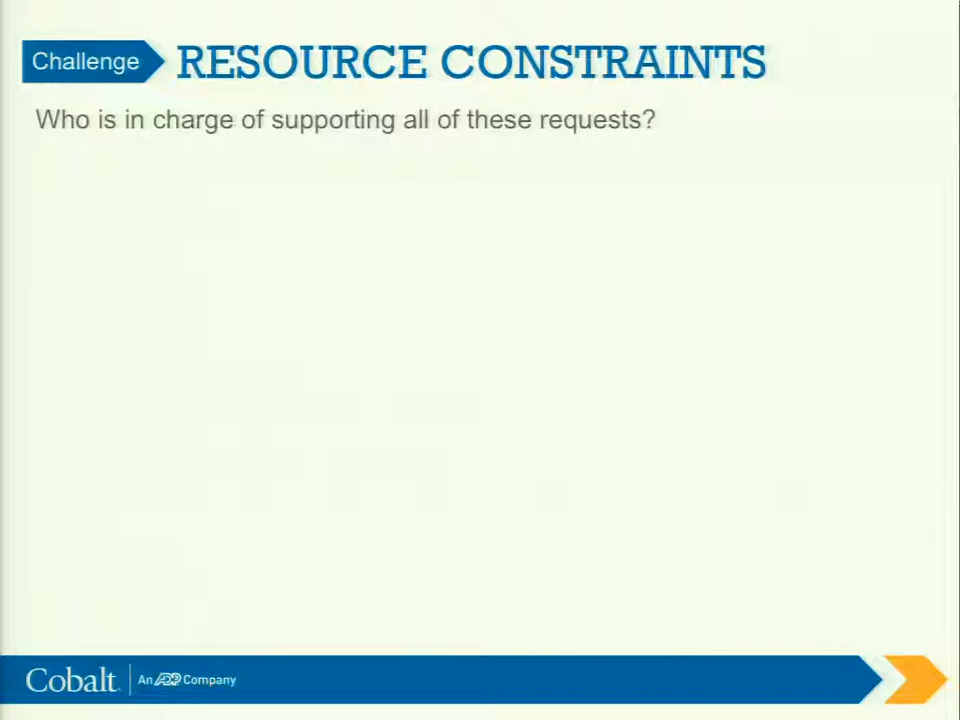 Challenge
RESOURCE CONSTRAINTS
Who is in charge of supporting all of these requests?
Cobalt
An ADP Company